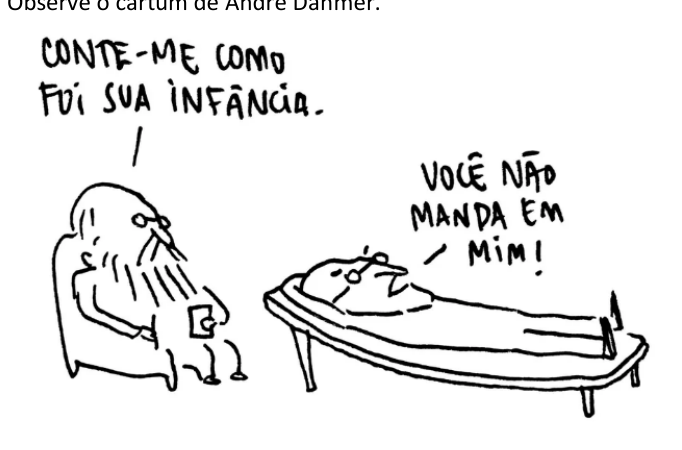 Observe o cartum de André Dahmer.
CONTE-ME COMO
FOI SUA INFÂNCIA.
VOCÊ NÃO
MANDA EM
MIM!